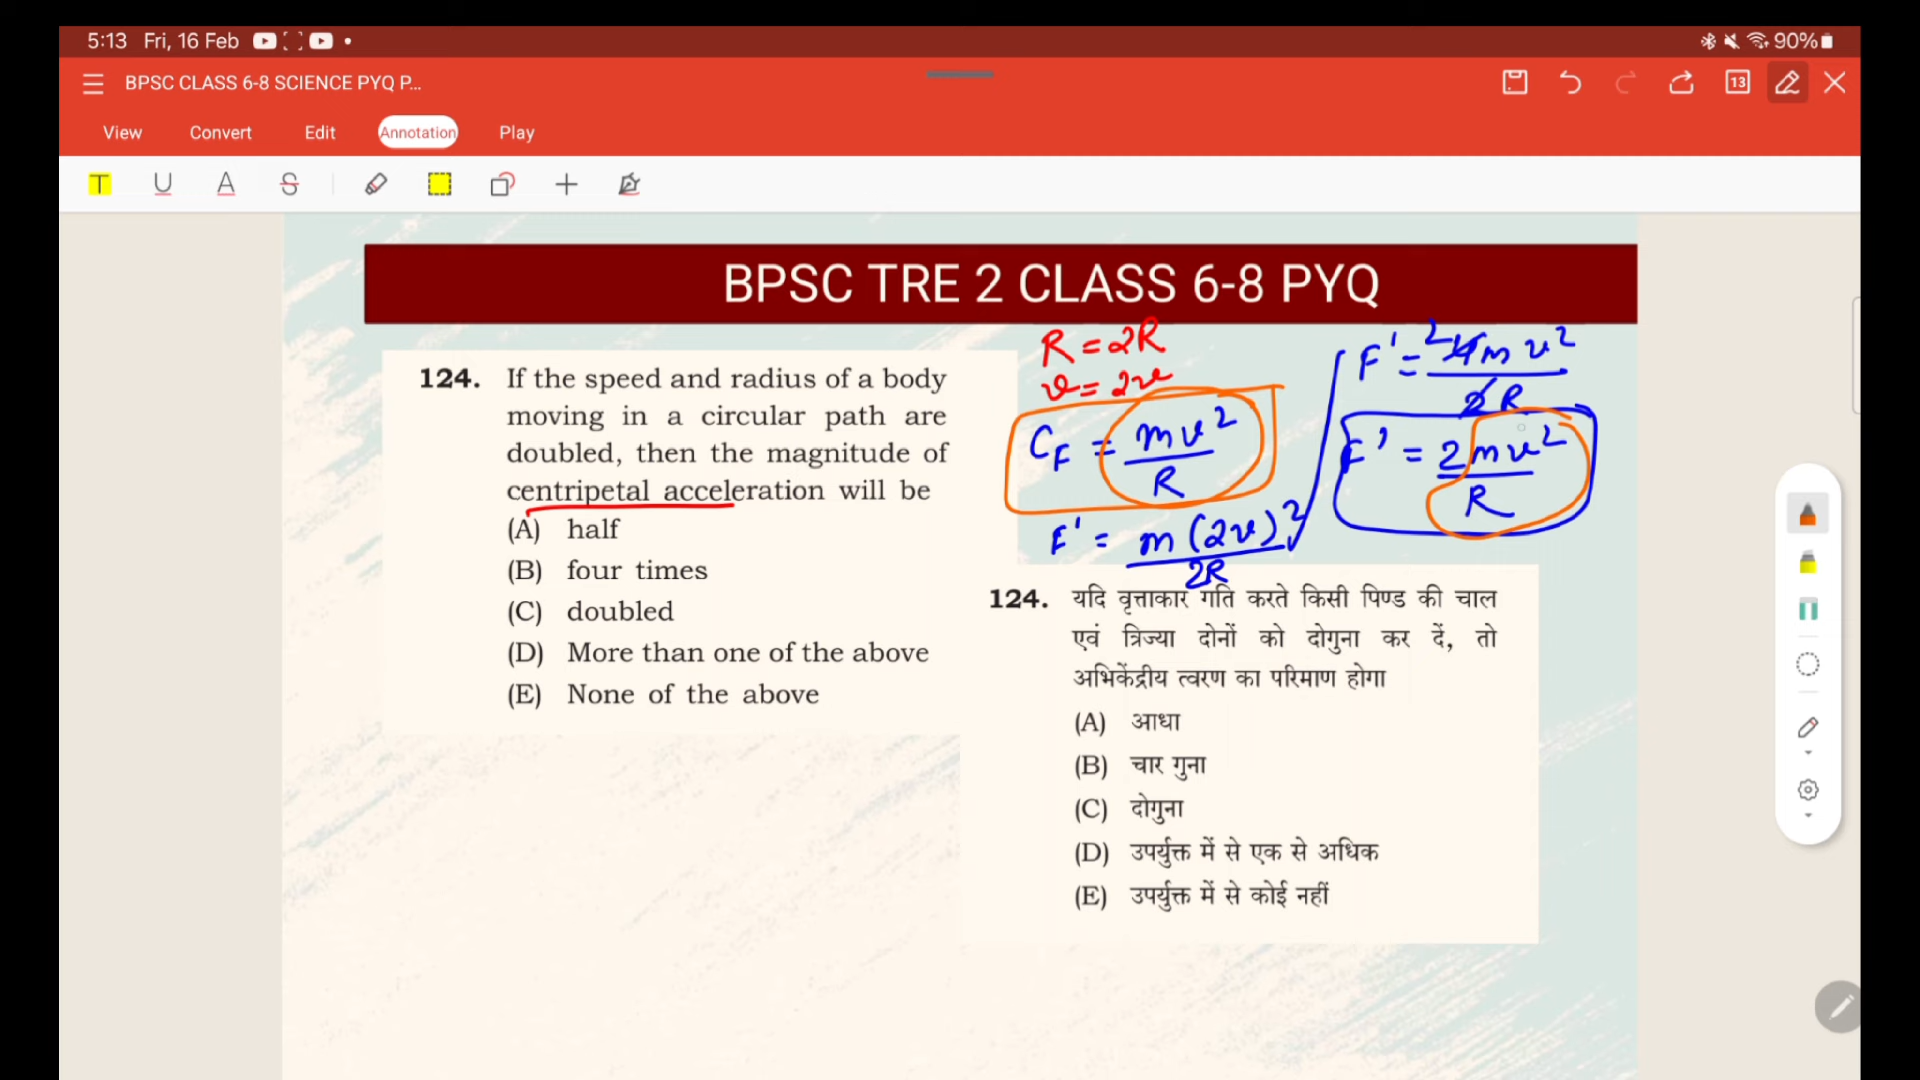 5:13 Fri, 16 Feb
90%
BPSC CLASS 6-8 SCIENCE PYQ P...
13
View Convert Edit Annotation Play
T U A S
BPSC TRE 2 CLASS 6-8 PYQ
R = 2R
v = 2v
C_F = mv²/R
F' = m(2v)²/2R
F' = 2 4mv²/2R
F' = 2mv²/R
124. If the speed and radius of a body
moving in a circular path are
doubled, then the magnitude of
centripetal acceleration will be
(A) half
(B) four times
(C) doubled
(D) More than one of the above
(E) None of the above
124. यदि वृत्ताकार गति करते किसी पिण्ड की चाल
एवं त्रिज्या दोनों को दोगुना कर दें, तो
अभिकेंद्रीय त्वरण का परिमाण होगा
(A) आधा
(B) चार गुना
(C) दोगुना
(D) उपर्युक्त में से एक से अधिक
(E) उपर्युक्त में से कोई नहीं